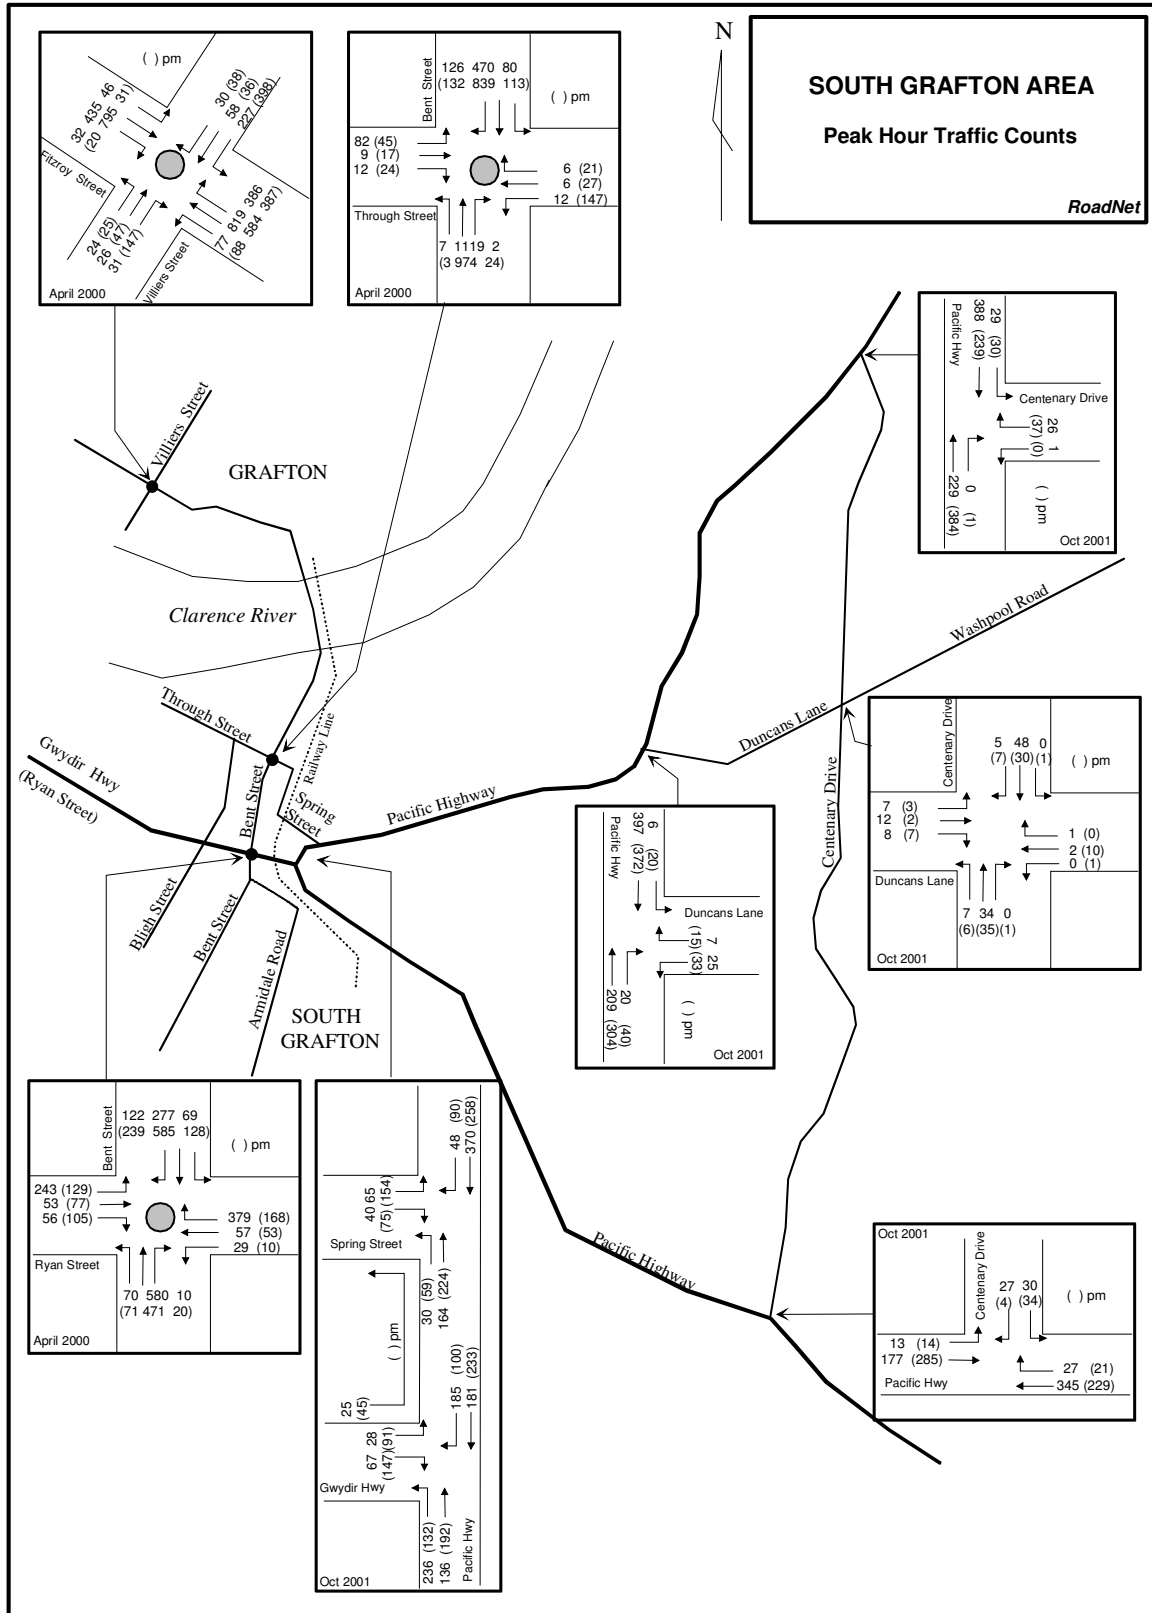 SOUTH GRAFTON AREA
Peak Hour Traffic Counts
RoadNet
N
( ) pm
32 435 46
(20 795 31)
30 (38)
58 (36)
227 (398)
Fitzroy Street
24 (25)
26 (47)
31 (147)
77 819 386
(88 584 387)
Villiers Street
April 2000
Bent Street
126 470 80
(132 839 113)
( ) pm
82 (45)
9 (17)
12 (24)
6 (21)
6 (27)
12 (147)
Through Street
7 1119 2
(3 974 24)
April 2000
Pacific Hwy
29 (30)
388 (239)
Centenary Drive
26 1
(37) (0)
0 (1)
229 (384)
( ) pm
Oct 2001
Villiers Street
GRAFTON
Clarence River
Through Street
Gwydir Hwy
(Ryan Street)
Bent Street
Railway Line
Spring
Street
Pacific Highway
Duncans Lane
Washpool Road
Centenary Drive
Bligh Street
Bent Street
Armidale Road
SOUTH
GRAFTON
Pacific Highway
Centenary Drive
5 48 0
(7) (30) (1)
( ) pm
7 (3)
12 (2)
8 (7)
1 (0)
2 (10)
0 (1)
Duncans Lane
7 34 0
(6) (35) (1)
Oct 2001
Pacific Hwy
6 (20)
397 (372)
Duncans Lane
7 25
(15) (33)
20 (40)
209 (304)
( ) pm
Oct 2001
Bent Street
122 277 69
(239 585 128)
( ) pm
243 (129)
53 (77)
56 (105)
379 (168)
57 (53)
29 (10)
Ryan Street
70 580 10
(71 471 20)
April 2000
48 (90)
370 (258)
40 65
(75) (154)
Spring Street
30 (59)
164 (224)
( ) pm
185 (100)
181 (233)
25
(45)
67 28
(147)(91)
Gwydir Hwy
236 (132)
136 (192)
Pacific Hwy
Oct 2001
Oct 2001
Centenary Drive
27 30
(4) (34)
( ) pm
13 (14)
177 (285)
Pacific Hwy
27 (21)
345 (229)